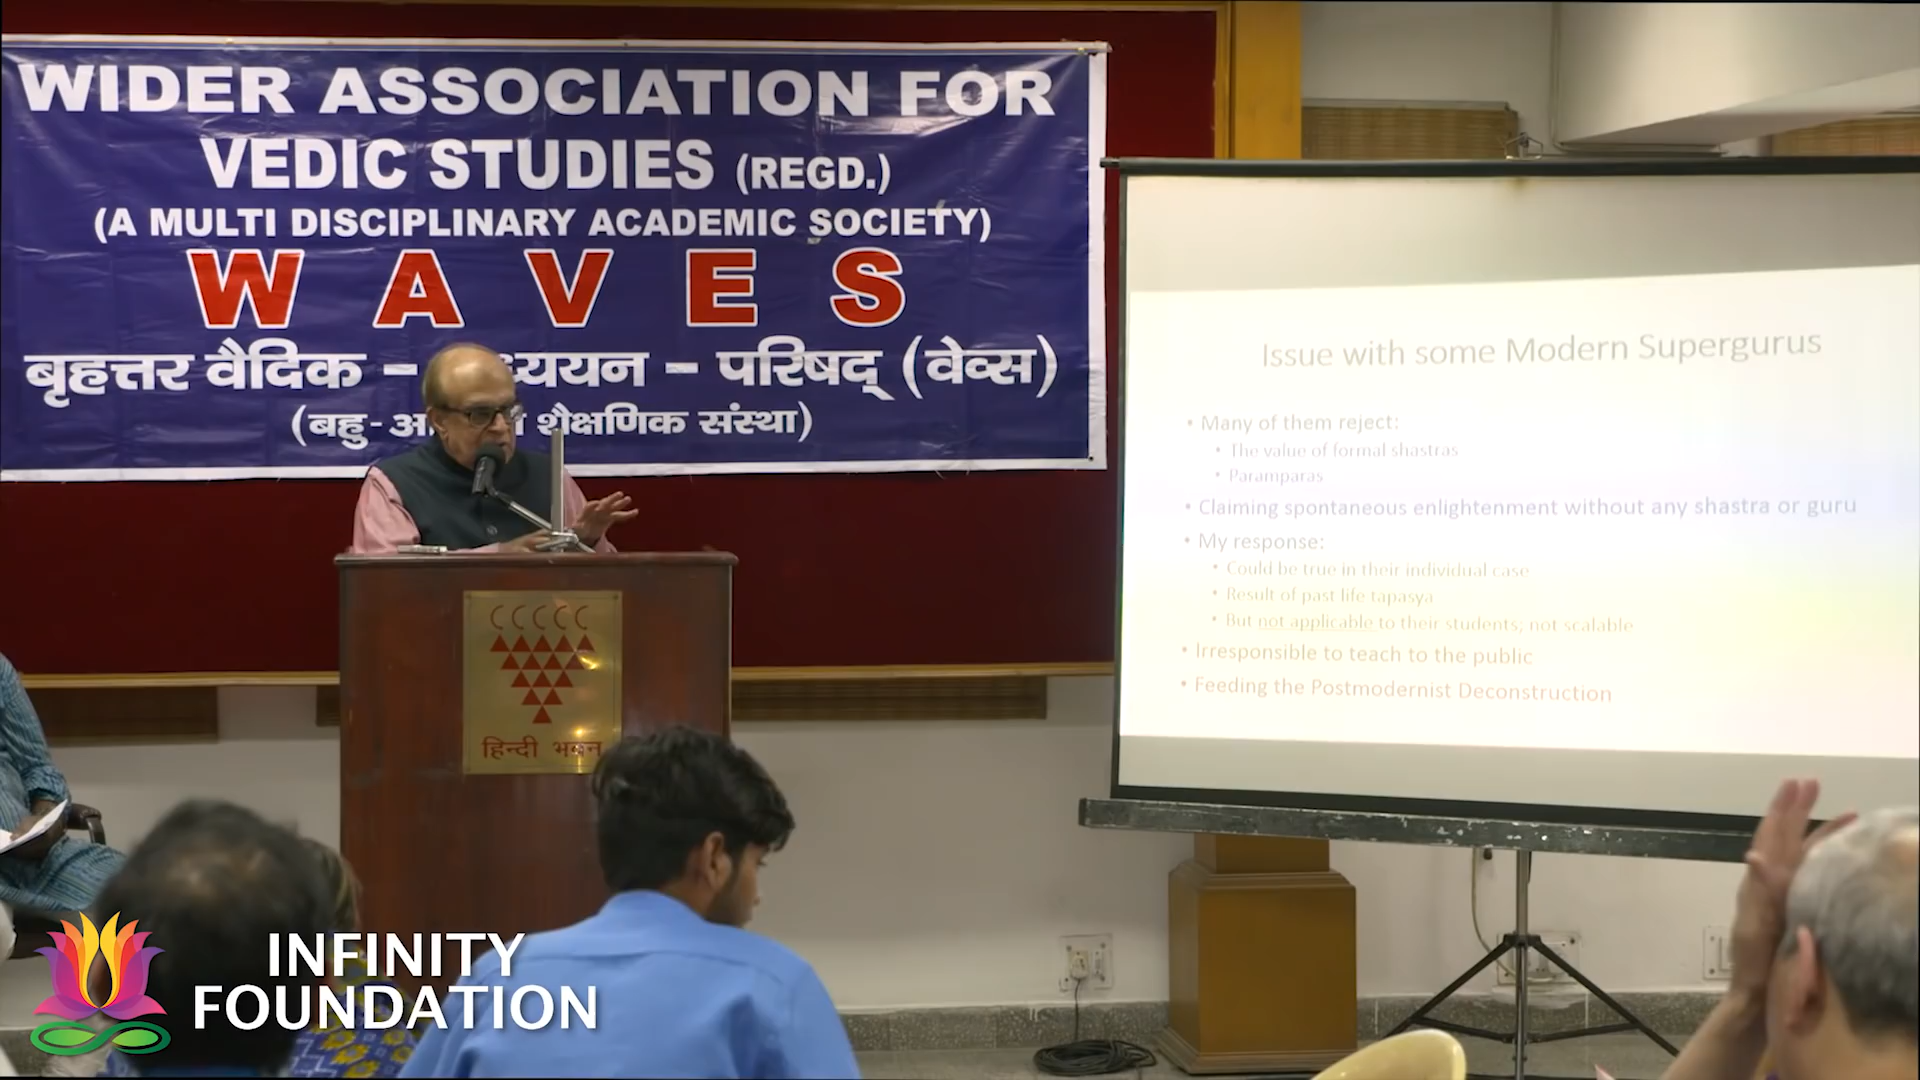 WIDER ASSOCIATION FOR
VEDIC STUDIES (REGD.)
(A MULTI DISCIPLINARY ACADEMIC SOCIETY)
W A V E S
बृहत्तर वैदिक - ध्ययन - परिषद् (वेव्स)
(बहु- शैक्षणिक संस्था)
Issue with some Modern Supergurus
• Many of them reject:
• The value of formal shastras
• Paramparas
• Claiming spontaneous enlightenment without any shastra or guru
• My response:
• Could be true in their individual case
• Result of past life tapasya
• But not applicable to their students; not scalable
• Irresponsible to teach to the public
• Feeding the Postmodernist Deconstruction
हिन्दी भवन
INFINITY
FOUNDATION